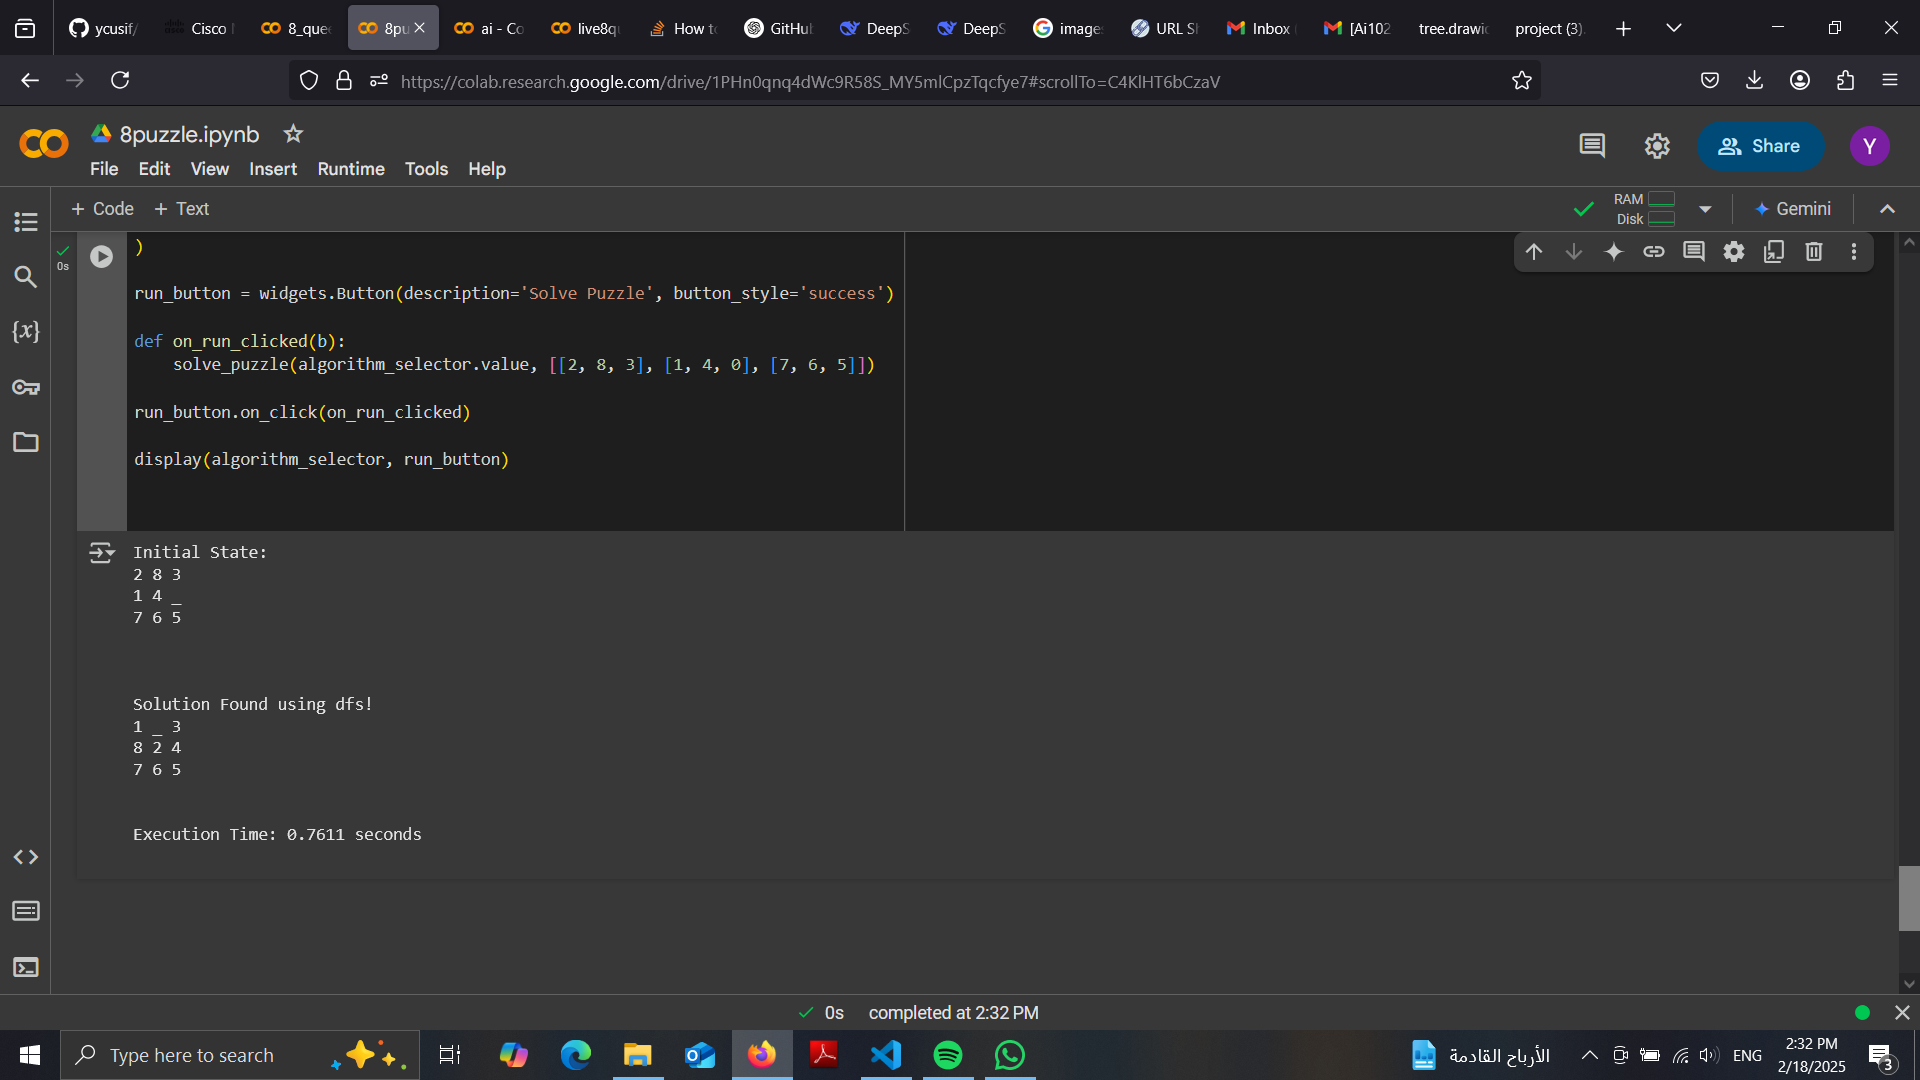 ycusif/
Cisco
8_quee
8pu
ai - Co
live8qu
How to
GitHub
DeepS
DeepS
image
URL Sh
Inbox
[Ai102
tree.drawio
project (3).
https://colab.research.google.com/drive/1PHn0qnq4dWc9R58S_MY5mlCpzTqcfye7#scrollTo=C4KlHT6bCzaV
8puzzle.ipynb
File Edit View Insert Runtime Tools Help
Share
Y
+ Code + Text
RAM
Disk
Gemini
0s
)
run_button = widgets.Button(description='Solve Puzzle', button_style='success')
def on_run_clicked(b):
solve_puzzle(algorithm_selector.value, [[2, 8, 3], [1, 4, 0], [7, 6, 5]])
run_button.on_click(on_run_clicked)
display(algorithm_selector, run_button)
Initial State:
2 8 3
1 4 _
7 6 5
Solution Found using dfs!
1 _ 3
8 2 4
7 6 5
Execution Time: 0.7611 seconds
0s completed at 2:32 PM
Type here to search
الأرباح القادمة
ENG
2:32 PM
2/18/2025
3